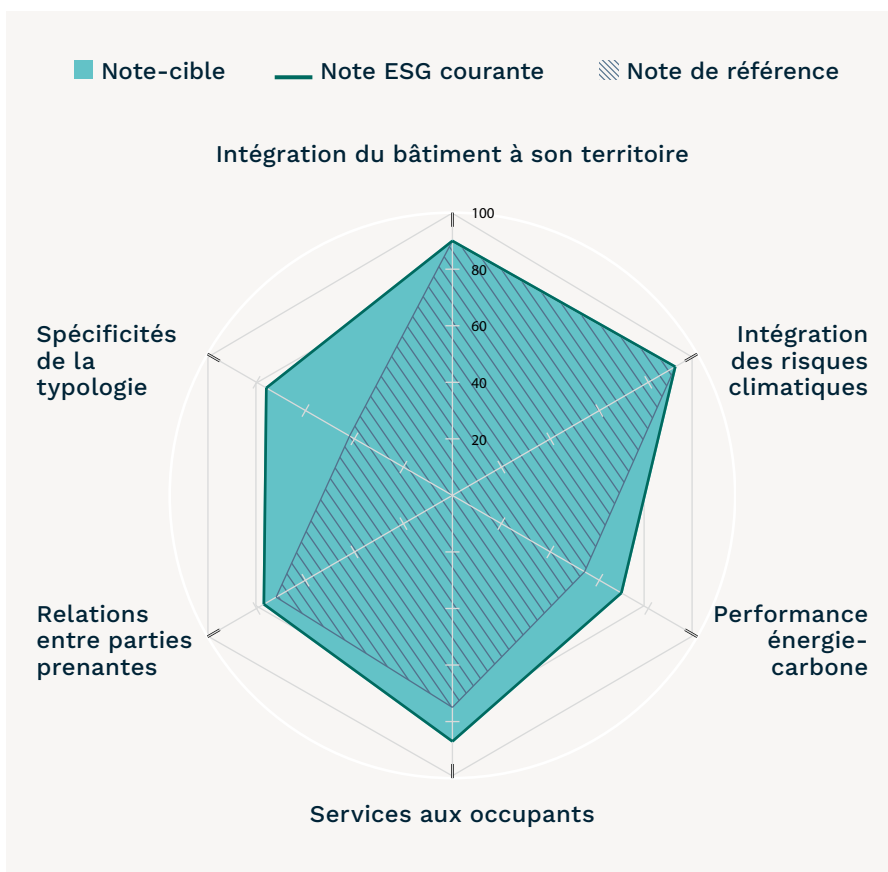 Note-cible
Note ESG courante
Note de référence
Intégration du bâtiment à son territoire
100
80
60
40
20
Spécificités
de la
typologie
Intégration
des risques
climatiques
Relations
entre parties
prenantes
Performance
énergie-
carbone
Services aux occupants